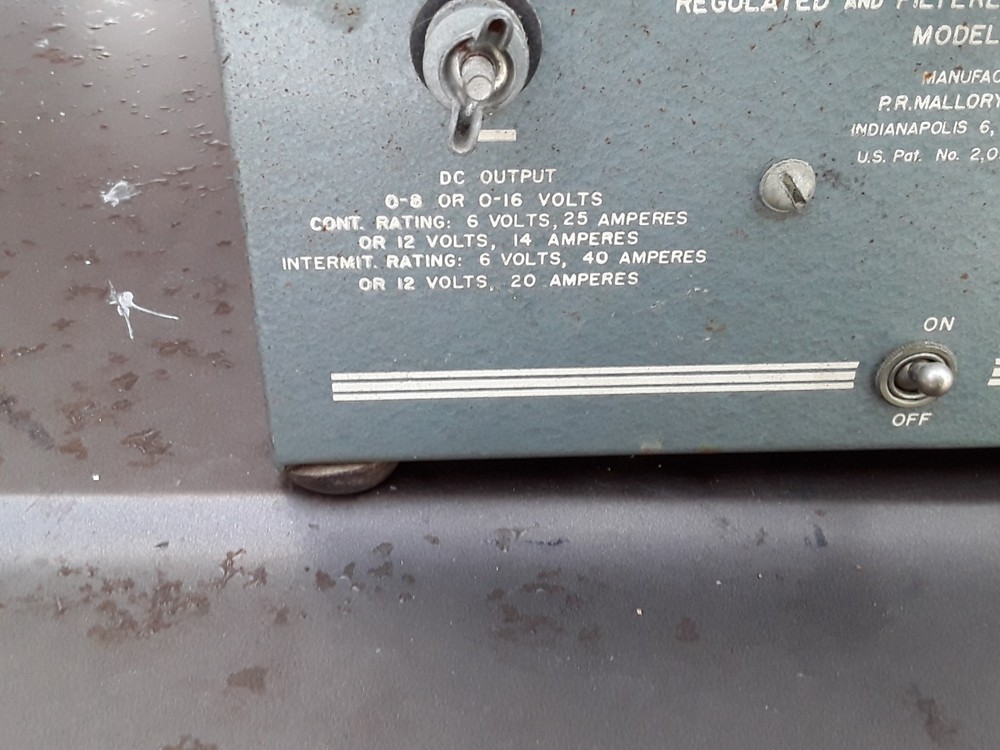 REGULATED AND FILTERE
MODEL
MANUFAC
P.R.MALLORY
INDIANAPOLIS 6,
U.S. Pat. No. 2,0
DC OUTPUT
0-8 OR 0-16 VOLTS
CONT. RATING: 6 VOLTS, 25 AMPERES
OR 12 VOLTS, 14 AMPERES
INTERMIT. RATING: 6 VOLTS, 40 AMPERES
OR 12 VOLTS, 20 AMPERES
ON
OFF